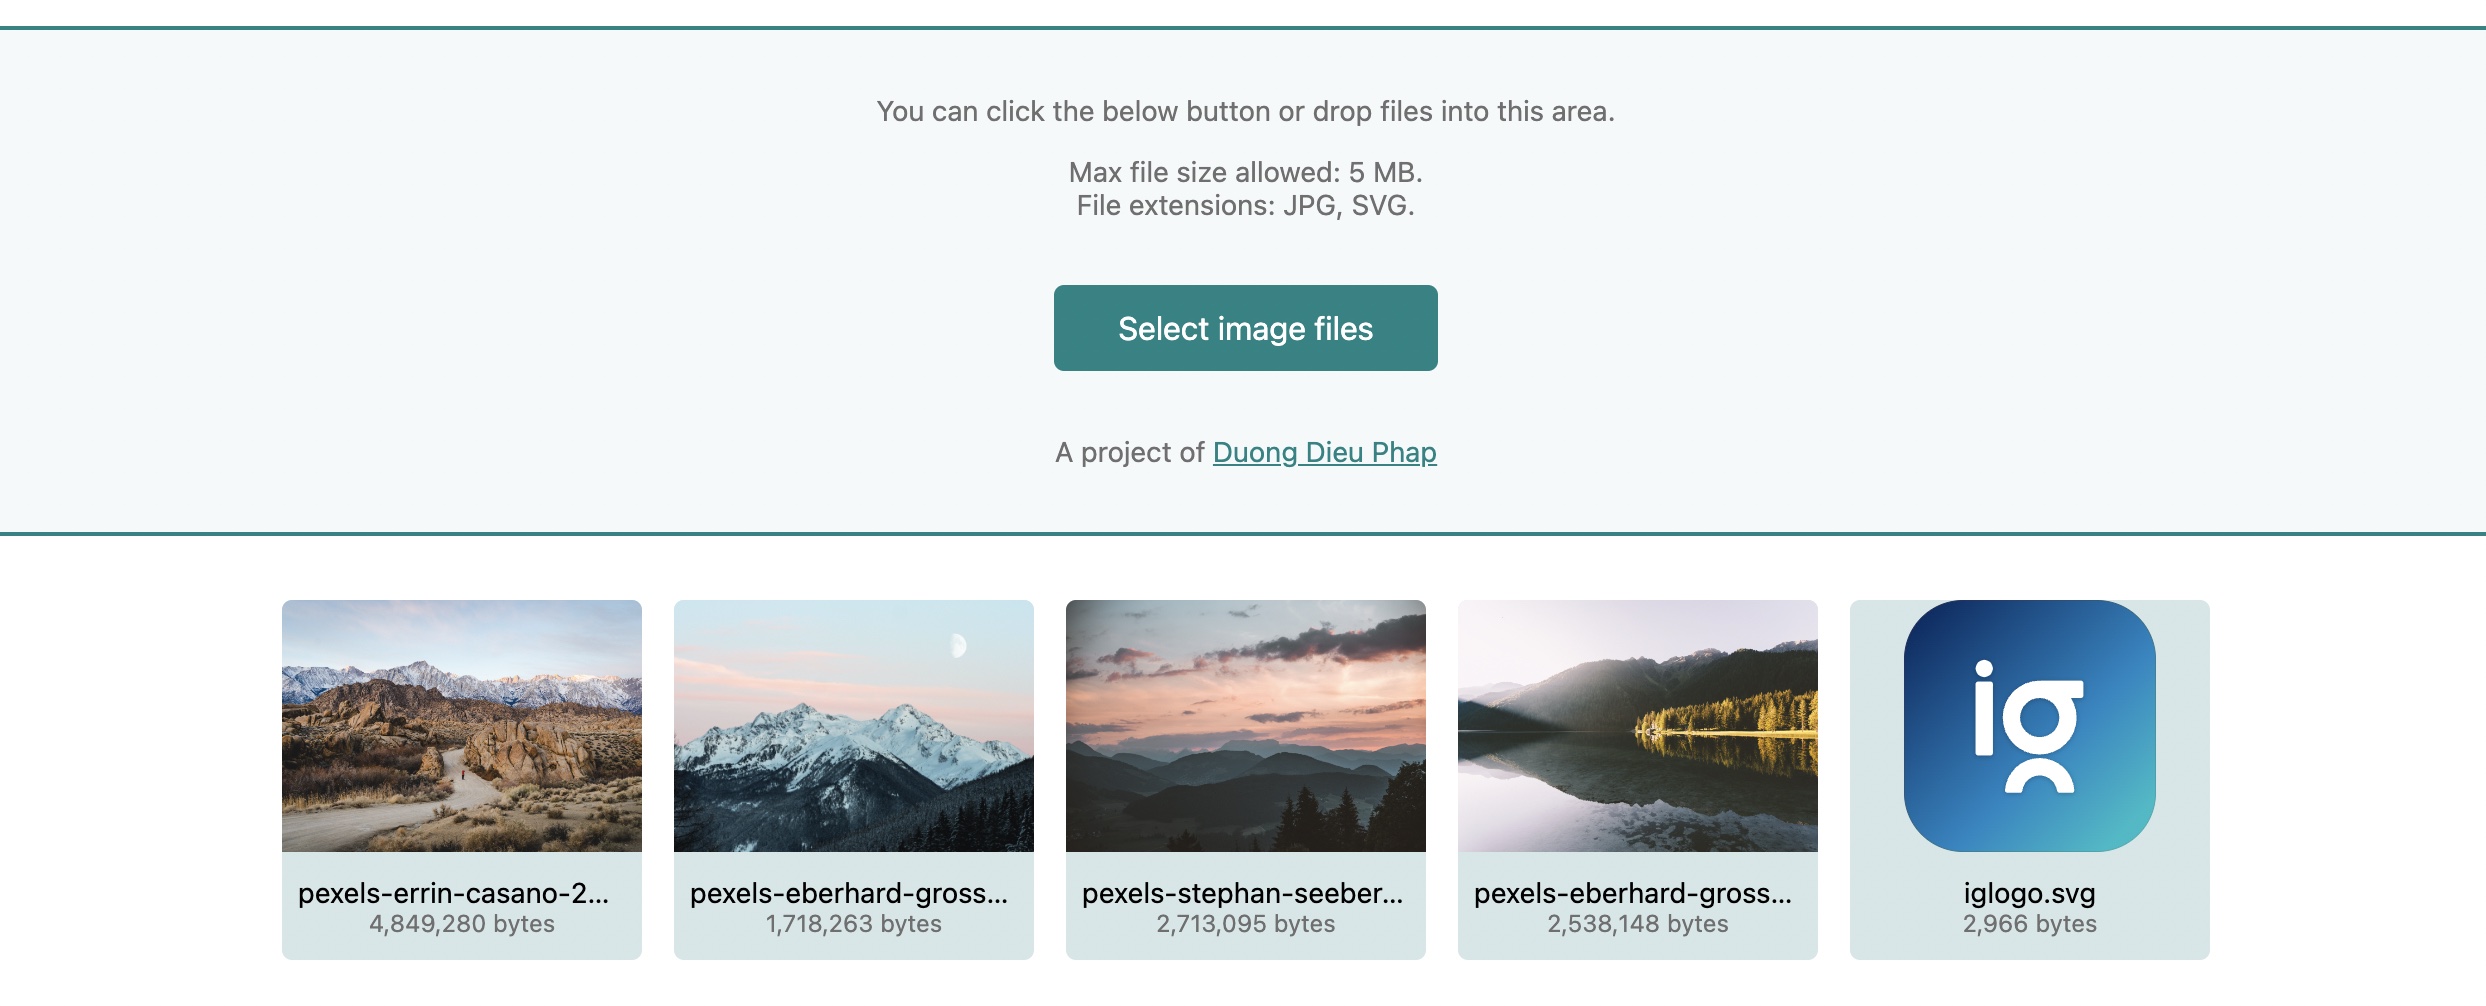 You can click the below button or drop files into this area.
Max file size allowed: 5 MB.
File extensions: JPG, SVG.
Select image files
A project of Duong Dieu Phap
ig
pexels-errin-casano-2...
4,849,280 bytes
pexels-eberhard-gross...
1,718,263 bytes
pexels-stephan-seeber...
2,713,095 bytes
pexels-eberhard-gross...
2,538,148 bytes
iglogo.svg
2,966 bytes